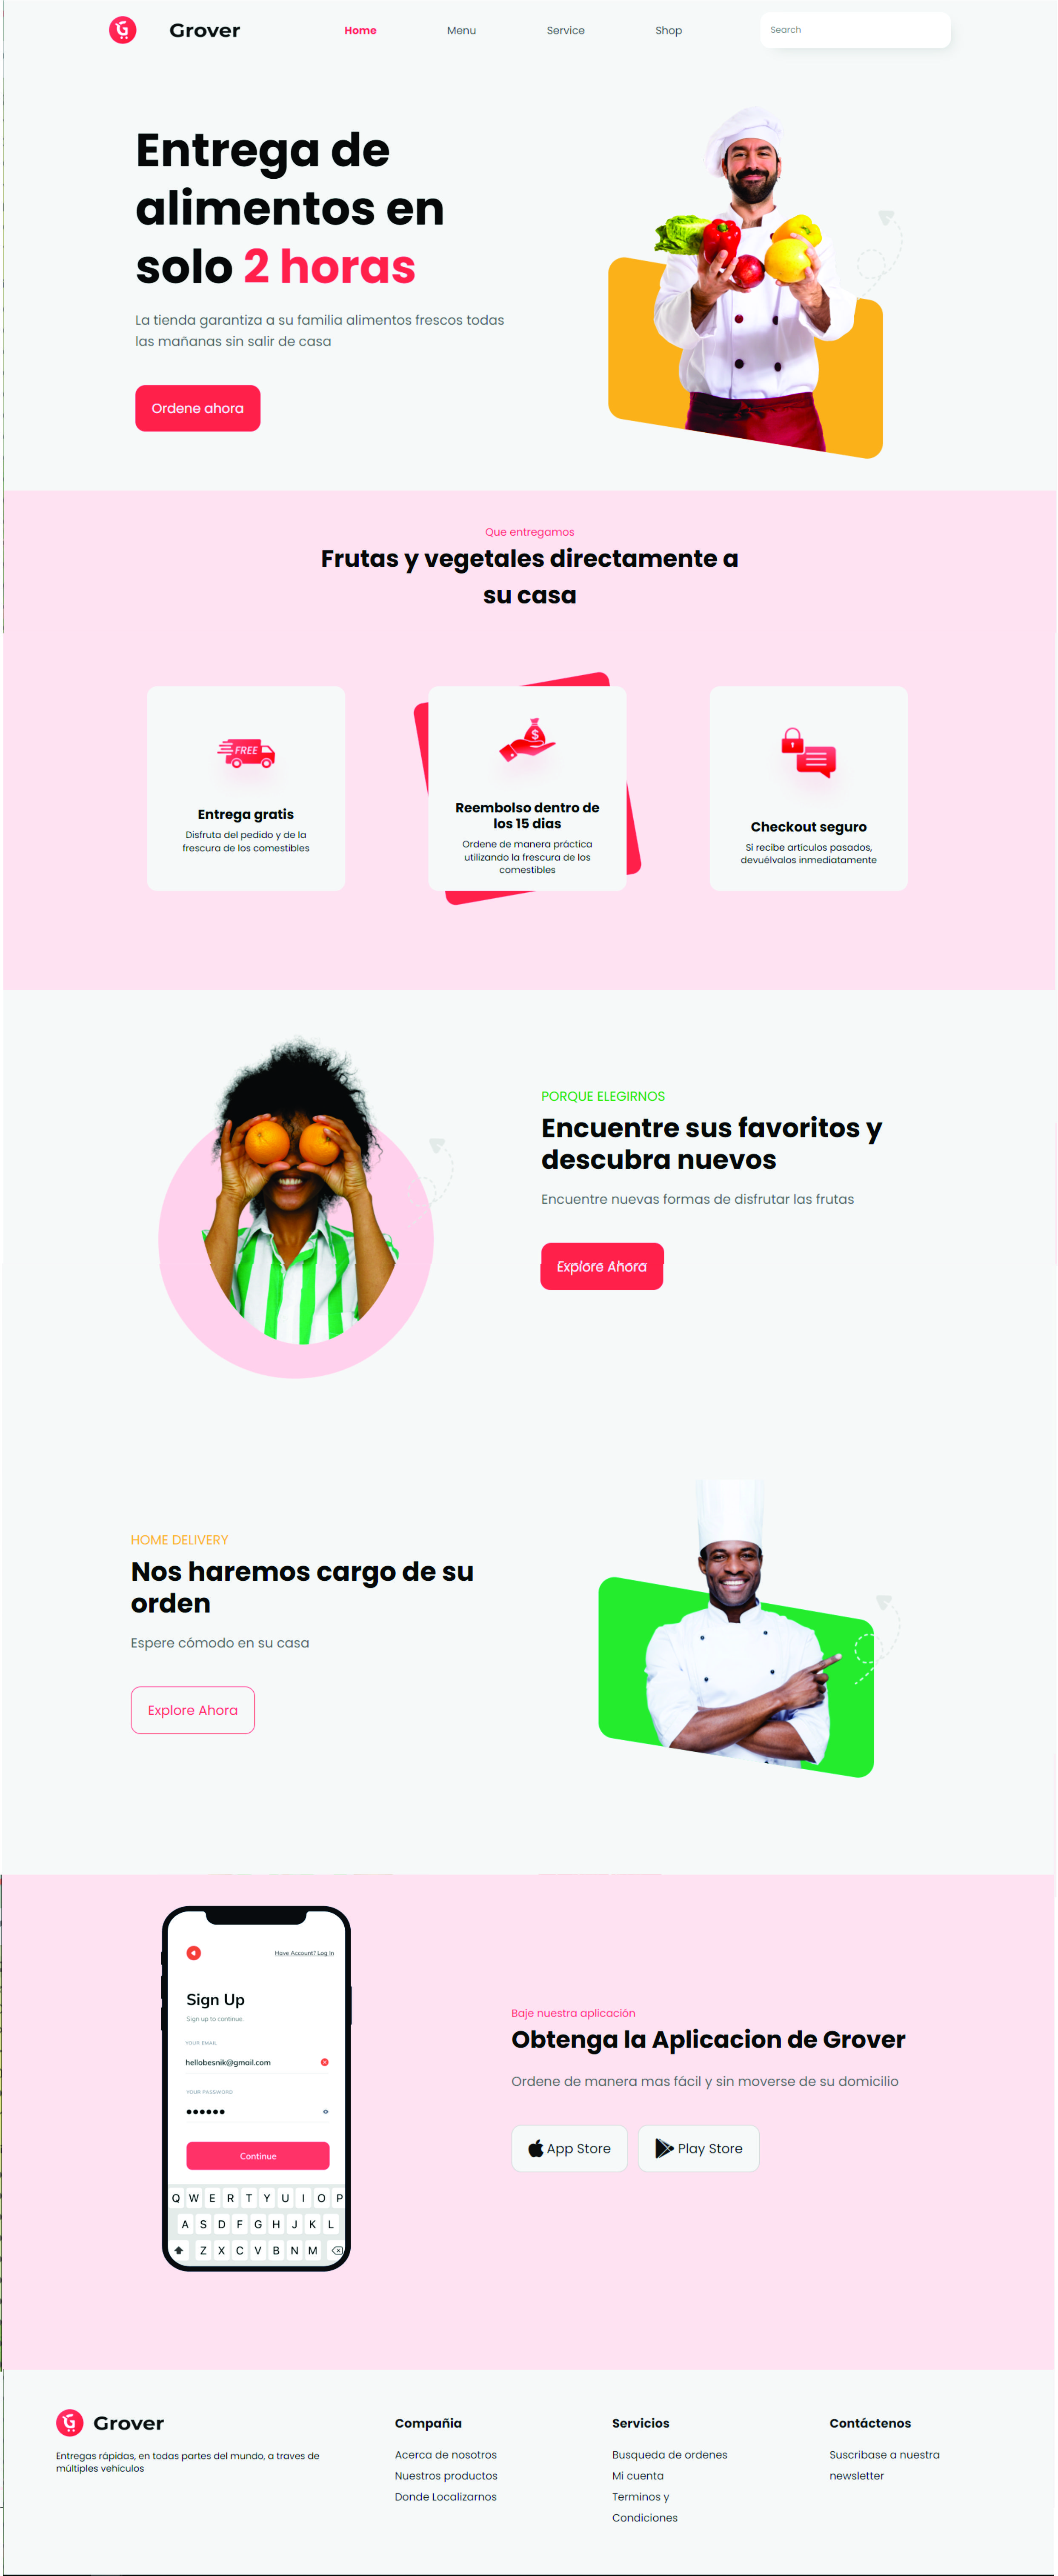 Grover
Home
Menu
Service
Shop
Search
Entrega de
alimentos en
solo 2 horas
La tienda garantiza a su familia alimentos frescos todas
las mañanas sin salir de casa
Ordene ahora
Que entregamos
Frutas y vegetales directamente a
su casa
FREE
Entrega gratis
Disfruta del pedido y de la
frescura de los comestibles
$
Reembolso dentro de
los 15 dias
Ordene de manera práctica
utilizando la frescura de los
comestibles
Checkout seguro
Si recibe articulos pasados,
devuélvalos inmediatamente
PORQUE ELEGIRNOS
Encuentre sus favoritos y
descubra nuevos
Encuentre nuevas formas de disfrutar las frutas
Explore Ahora
HOME DELIVERY
Nos haremos cargo de su
orden
Espere cómodo en su casa
Explore Ahora
Have Account? Log In
Sign Up
Sign up to continue.
YOUR EMAIL
hellobesnik@gmail.com
YOUR PASSWORD
Continue
Q W E R T Y U I O P
A S D F G H J K L
Z X C V B N M
Baje nuestra aplicación
Obtenga la Aplicacion de Grover
Ordene de manera mas fácil y sin moverse de su domicilio
App Store
Play Store
Grover
Entregas rápidas, en todas partes del mundo, a traves de
múltiples vehiculos
Compañia
Acerca de nosotros
Nuestros productos
Donde Localizarnos
Servicios
Busqueda de ordenes
Mi cuenta
Terminos y
Condiciones
Contáctenos
Suscribase a nuestra
newsletter